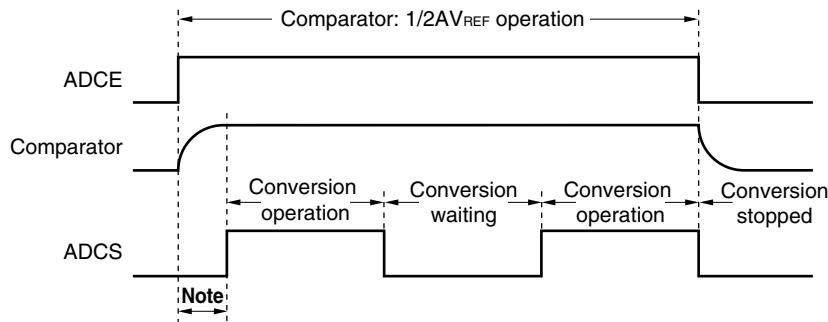 Comparator: 1/2AVREF operation
ADCE
Comparator
Conversion operation
Conversion waiting
Conversion operation
Conversion stopped
ADCS
Note